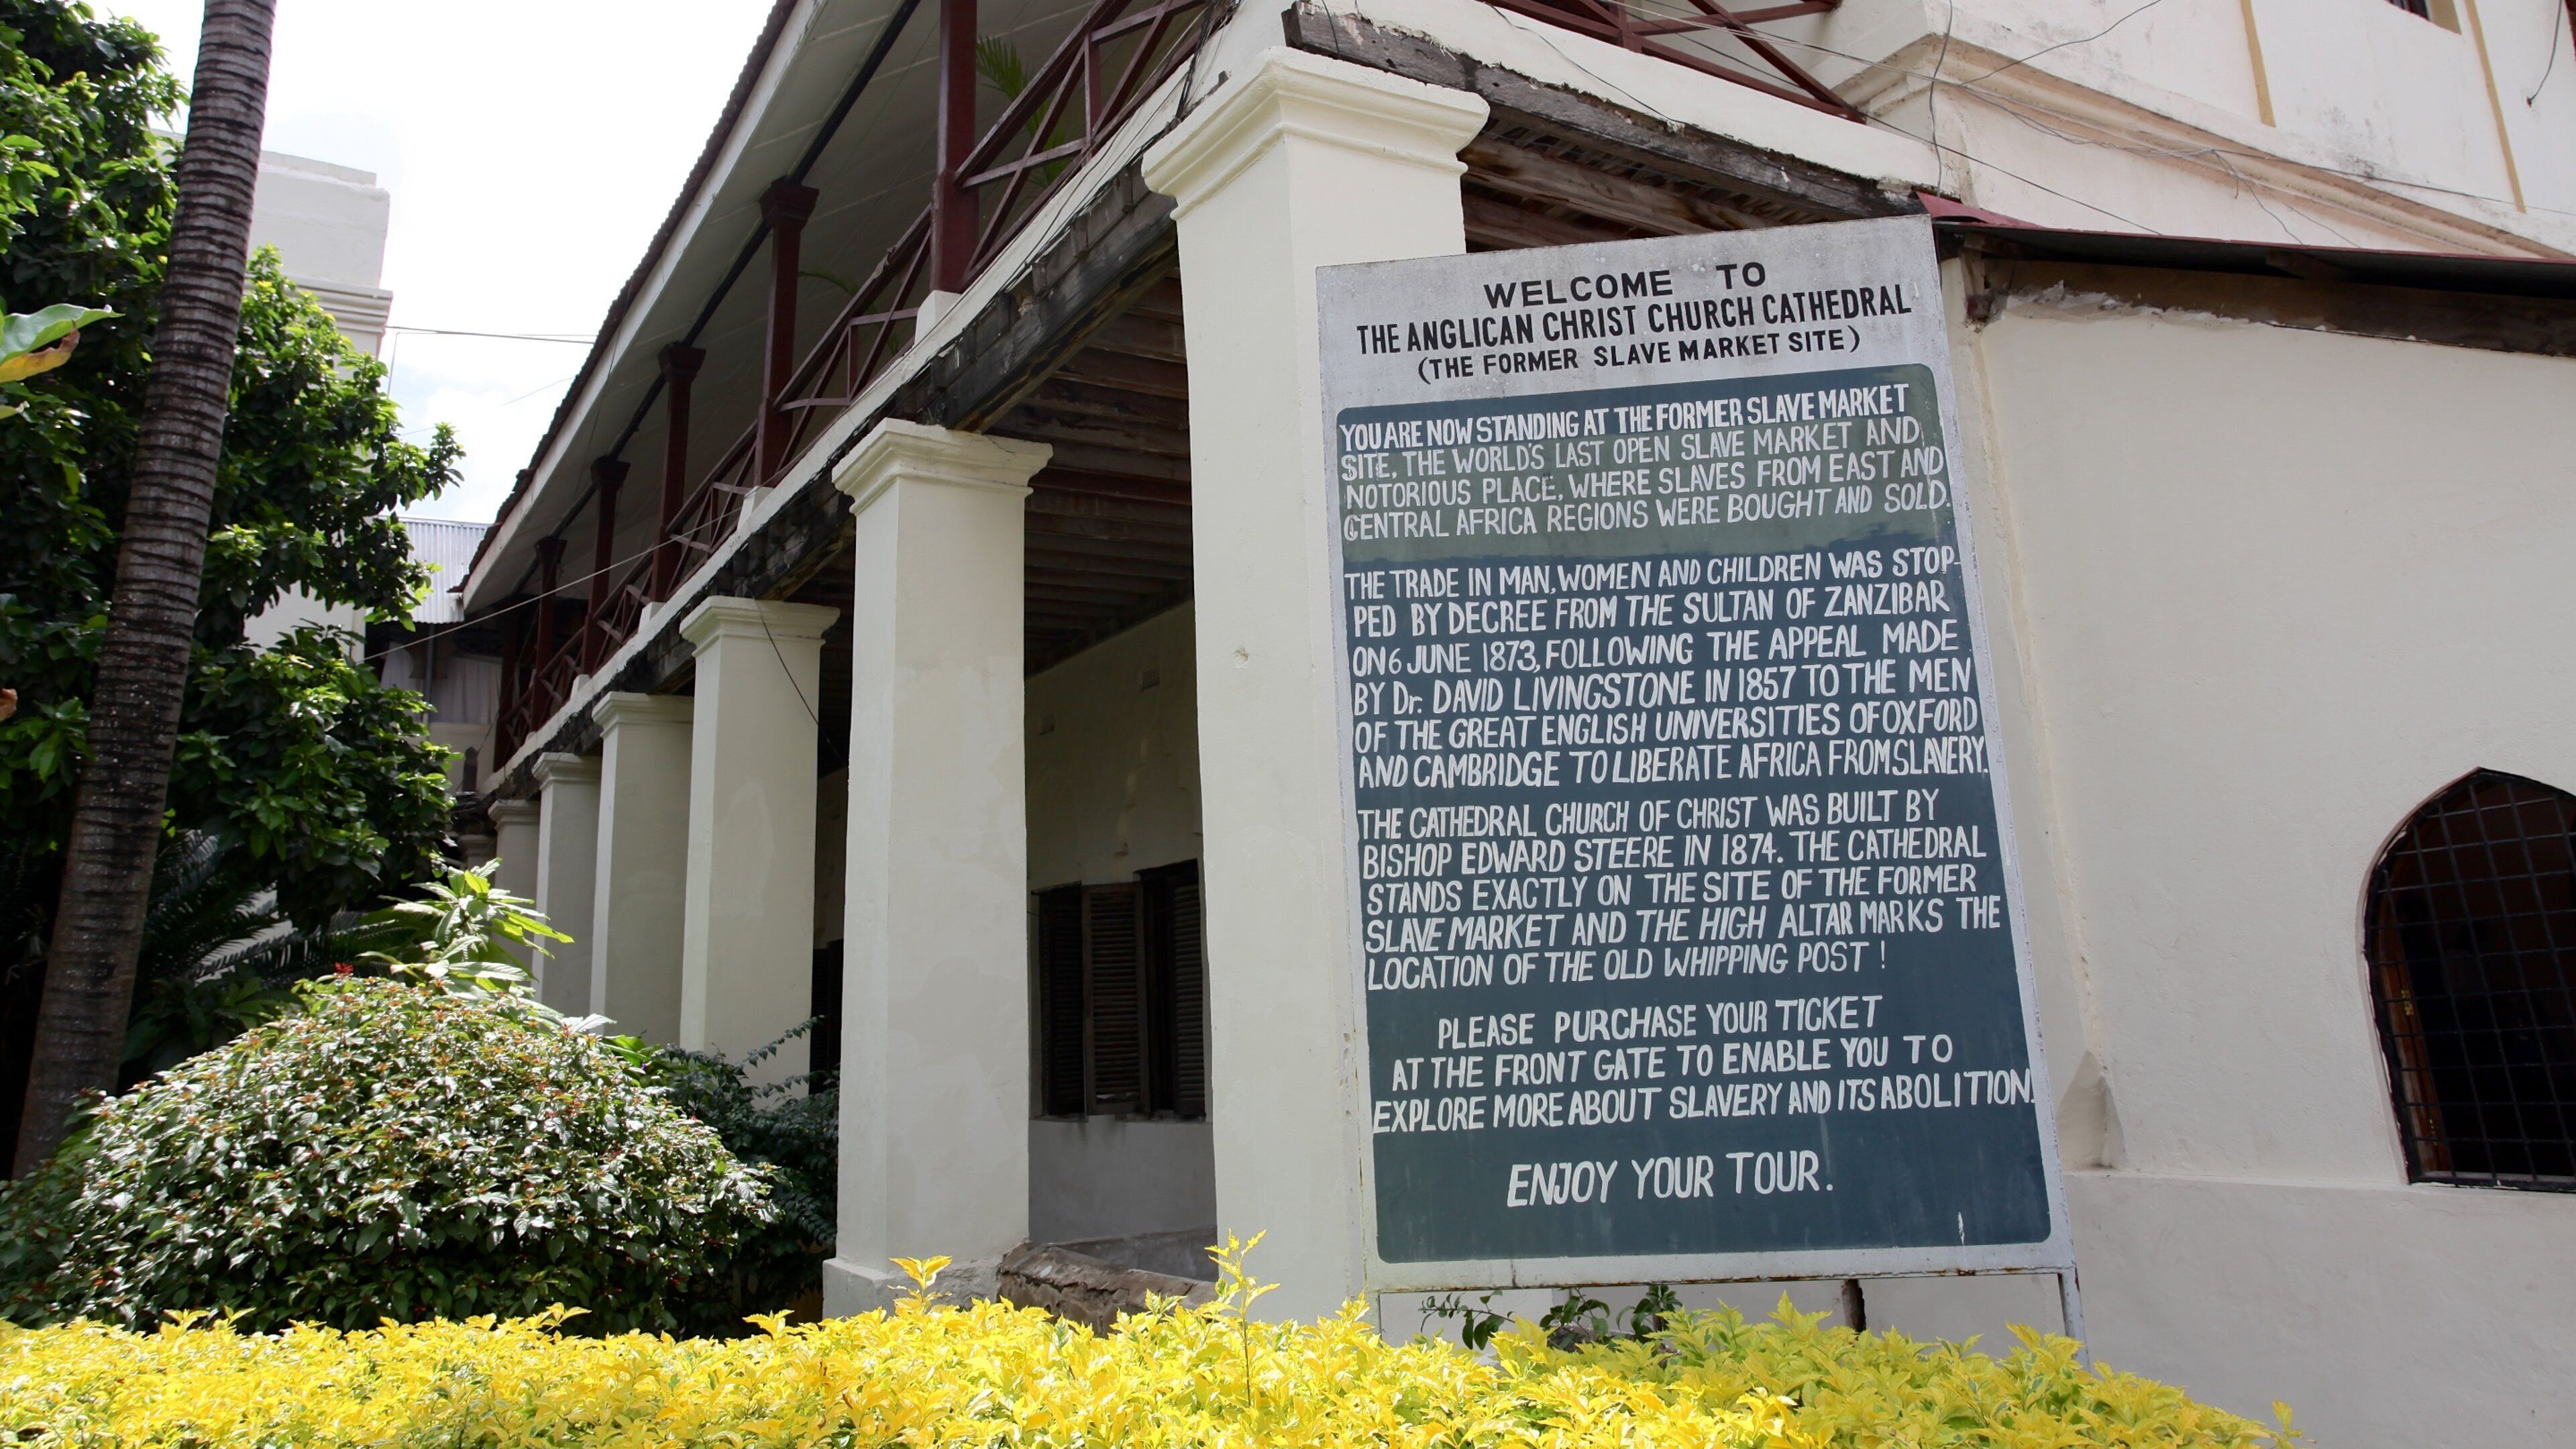 WELCOME TO
THE ANGLICAN CHRIST CHURCH CATHEDRAL
(THE FORMER SLAVE MARKET SITE)
YOU ARE NOW STANDING AT THE FORMER SLAVE MARKET
SITE, THE WORLD'S LAST OPEN SLAVE MARKET AND
NOTORIOUS PLACE, WHERE SLAVES FROM EAST AND
CENTRAL AFRICA REGIONS WERE BOUGHT AND SOLD.
THE TRADE IN MAN, WOMEN AND CHILDREN WAS STOP-
PED BY DECREE FROM THE SULTAN OF ZANZIBAR
ON 6 JUNE 1873, FOLLOWING THE APPEAL MADE
BY Dr. DAVID LIVINGSTONE IN 1857 TO THE MEN
OF THE GREAT ENGLISH UNIVERSITIES OF OXFORD
AND CAMBRIDGE TO LIBERATE AFRICA FROM SLAVERY.
THE CATHEDRAL CHURCH OF CHRIST WAS BUILT BY
BISHOP EDWARD STEERE IN 1874. THE CATHEDRAL
STANDS EXACTLY ON THE SITE OF THE FORMER
SLAVE MARKET AND THE HIGH ALTAR MARKS THE
LOCATION OF THE OLD WHIPPING POST !
PLEASE PURCHASE YOUR TICKET
AT THE FRONT GATE TO ENABLE YOU TO
EXPLORE MORE ABOUT SLAVERY AND ITS ABOLITION.
ENJOY YOUR TOUR.